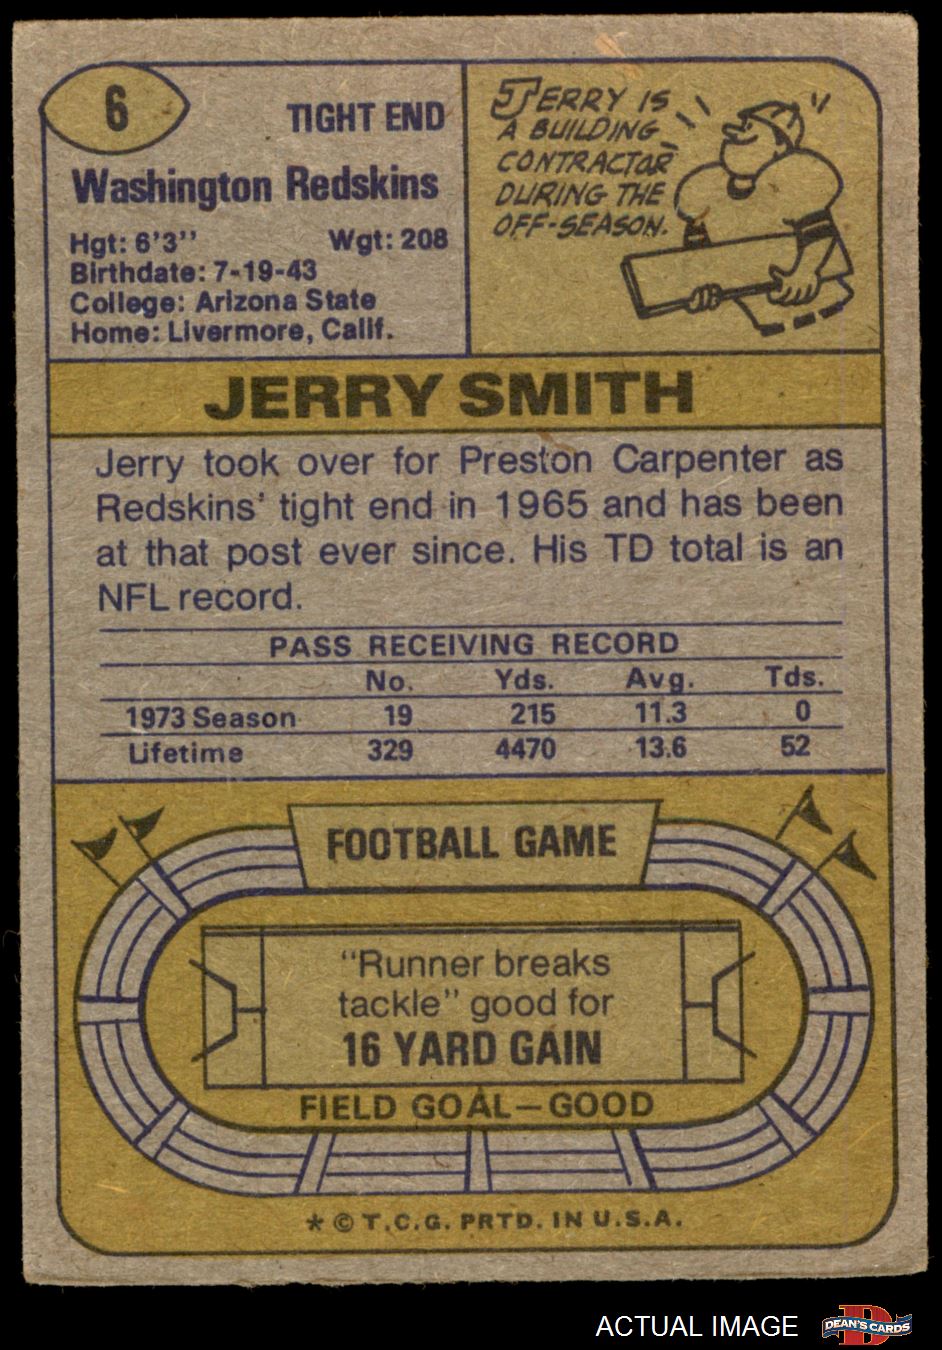 6
TIGHT END
Washington Redskins
Hgt: 6'3" Wgt: 208
Birthdate: 7-19-43
College: Arizona State
Home: Livermore, Calif.
JERRY IS
A BUILDING
CONTRACTOR
DURING THE
OFF-SEASON.
JERRY SMITH
Jerry took over for Preston Carpenter as
Redskins' tight end in 1965 and has been
at that post ever since. His TD total is an
NFL record.
PASS RECEIVING RECORD
No. Yds. Avg. Tds.
1973 Season 19 215 11.3 0
Lifetime 329 4470 13.6 52
FOOTBALL GAME
"Runner breaks
tackle" good for
16 YARD GAIN
FIELD GOAL—GOOD
* © T.C.G. PRTD. IN U.S.A.
ACTUAL IMAGE
DEAN'S CARDS